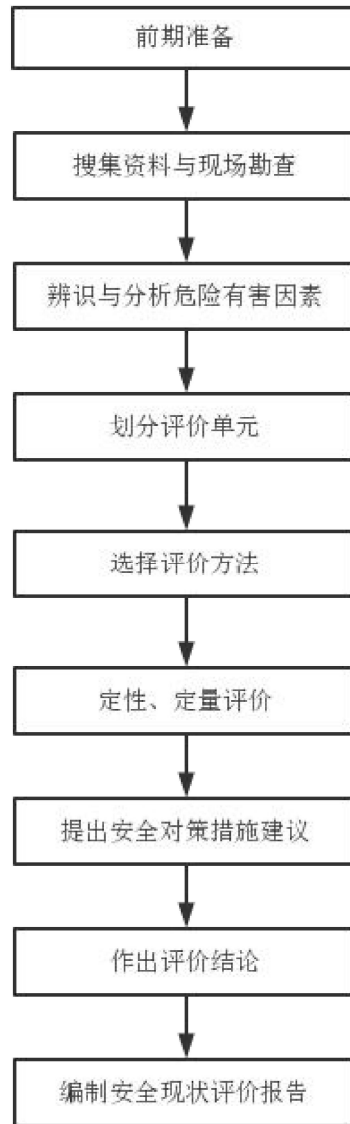 前期准备
搜集资料与现场勘查
辨识与分析危险有害因素
划分评价单元
选择评价方法
定性、定量评价
提出安全对策措施建议
作出评价结论
编制安全现状评价报告